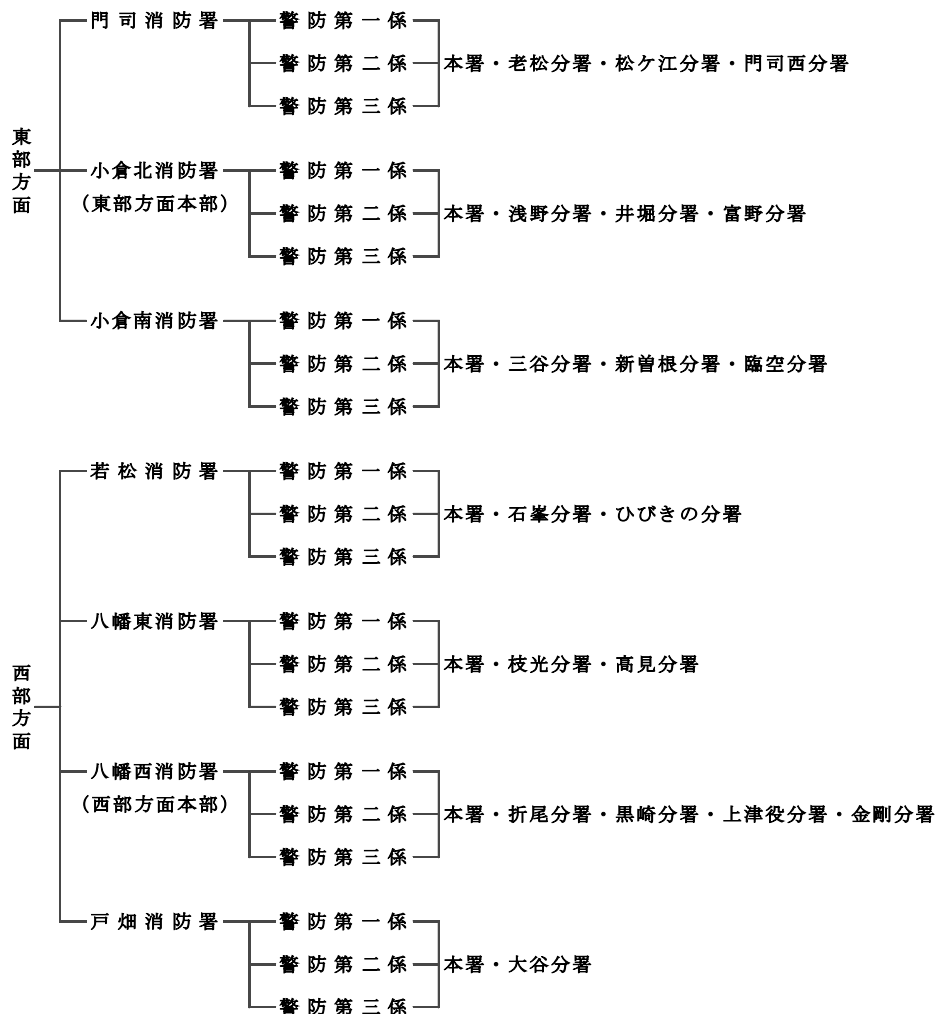 東部方面
門司消防署
警防第一係
警防第二係
警防第三係
本署・老松分署・松ケ江分署・門司西分署
小倉北消防署
（東部方面本部）
警防第一係
警防第二係
警防第三係
本署・浅野分署・井堀分署・富野分署
小倉南消防署
警防第一係
警防第二係
警防第三係
本署・三谷分署・新曽根分署・臨空分署
西部方面
若松消防署
警防第一係
警防第二係
警防第三係
本署・石峯分署・ひびきの分署
八幡東消防署
警防第一係
警防第二係
警防第三係
本署・枝光分署・高見分署
八幡西消防署
（西部方面本部）
警防第一係
警防第二係
警防第三係
本署・折尾分署・黒崎分署・上津役分署・金剛分署
戸畑消防署
警防第一係
警防第二係
警防第三係
本署・大谷分署